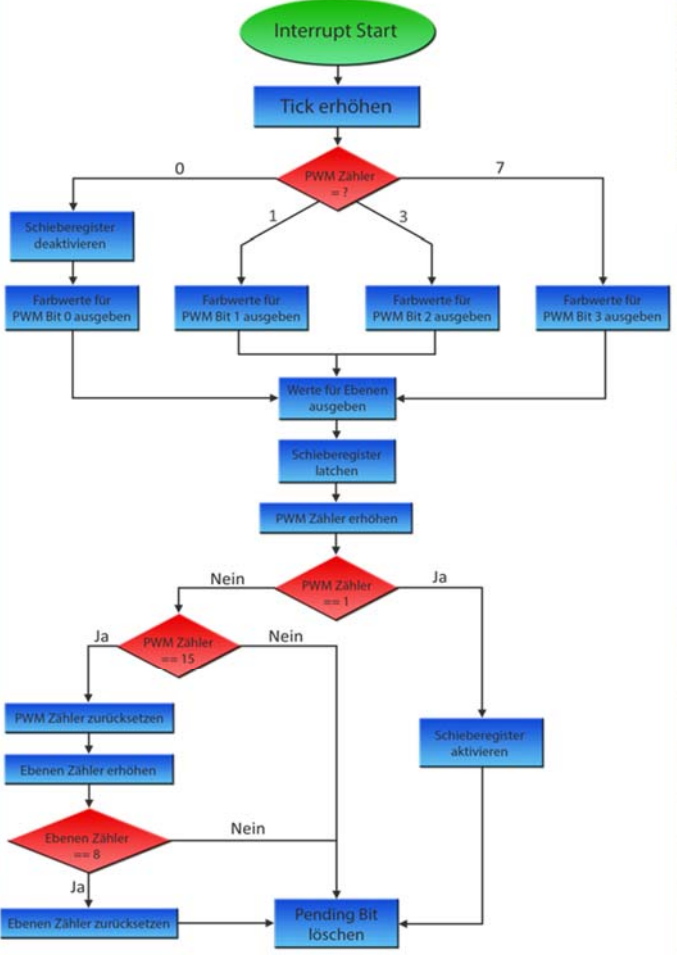 Interrupt Start
Tick erhöhen
0
PWM Zähler
= ?
7
1
3
Schieberegister
deaktivieren
Farbwerte für
PWM Bit 0 ausgeben
Farbwerte für
PWM Bit 1 ausgeben
Farbwerte für
PWM Bit 2 ausgeben
Farbwerte für
PWM Bit 3 ausgeben
Werte für Ebenen
ausgeben
Schieberegister
latchen
PWM Zähler erhöhen
Nein
PWM Zähler
== 1
Ja
Ja
PWM Zähler
== 15
Nein
PWM Zähler zurücksetzen
Schieberegister
aktivieren
Ebenen Zähler erhöhen
Ebenen Zähler
== 8
Nein
Ja
Ebenen Zähler zurücksetzen
Pending Bit
löschen